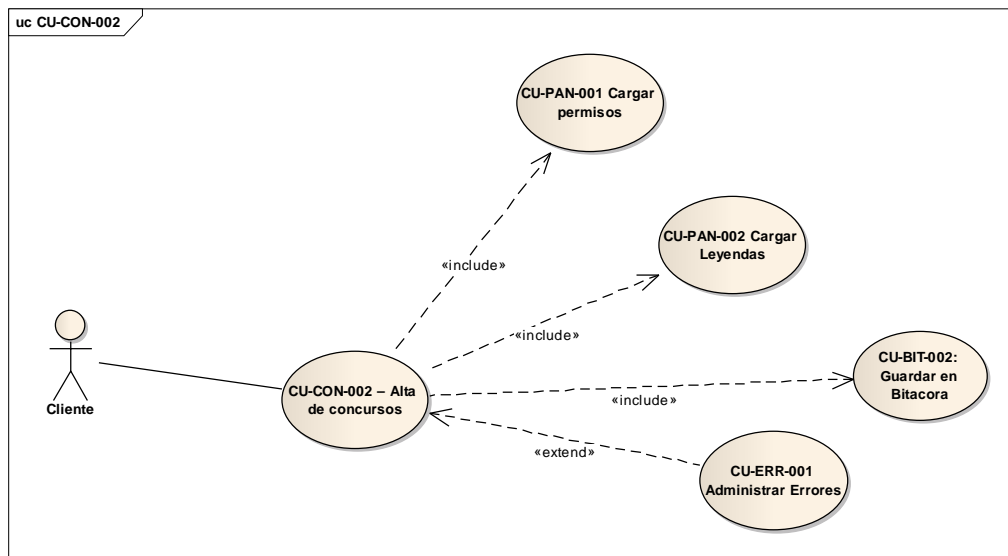 uc CU-CON-002
CU-PAN-001 Cargar
permisos
CU-PAN-002 Cargar
Leyendas
«include»
«include»
CU-BIT-002:
Guardar en
Bitacora
CU-CON-002 – Alta
de concursos
«include»
Cliente
«extend»
CU-ERR-001
Administrar Errores